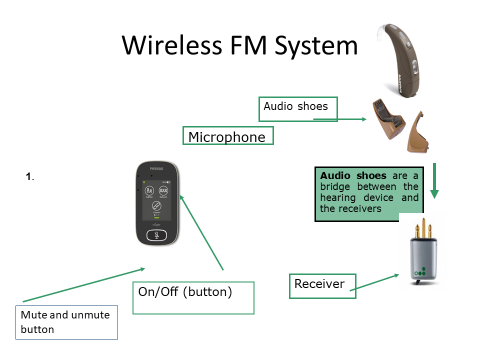 Wireless FM System
Audio shoes
Microphone
1.
Audio shoes are a
bridge between the
hearing device and
the receivers
On/Off (button)
Receiver
Mute and unmute
button